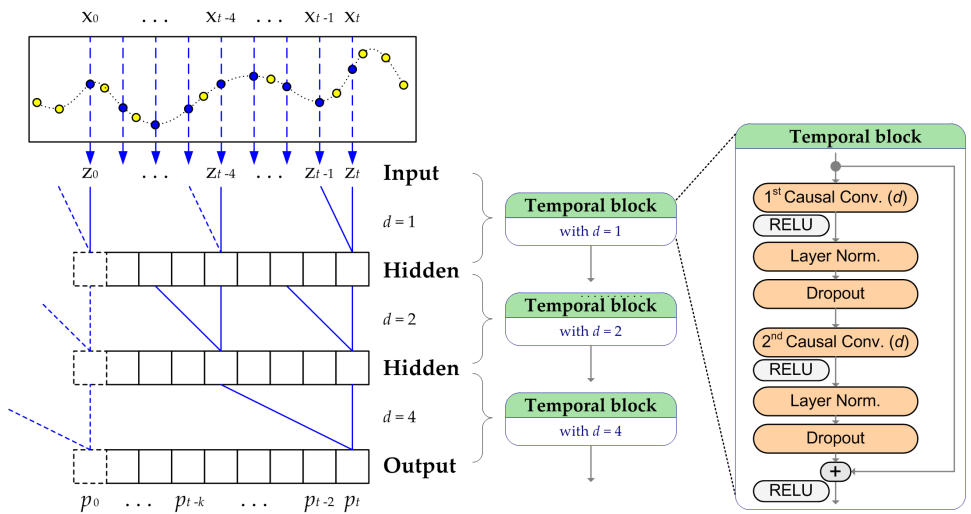 x0 . . . xt-4 . . . xt-1 xt
z0 . . . zt-4 . . . zt-1 zt
Input
d = 1
Hidden
d = 2
Hidden
d = 4
Output
p0 . . . pt-k . . . pt-2 pt
Temporal block
with d = 1
Temporal block
with d = 2
Temporal block
with d = 4
Temporal block
1st Causal Conv. (d)
RELU
Layer Norm.
Dropout
2nd Causal Conv. (d)
RELU
Layer Norm.
Dropout
+
RELU